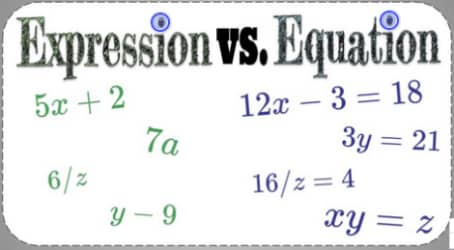 Expression vs. Equation
5x + 2
12x − 3 = 18
7a
3y = 21
6/z
16/z = 4
y − 9
xy = z